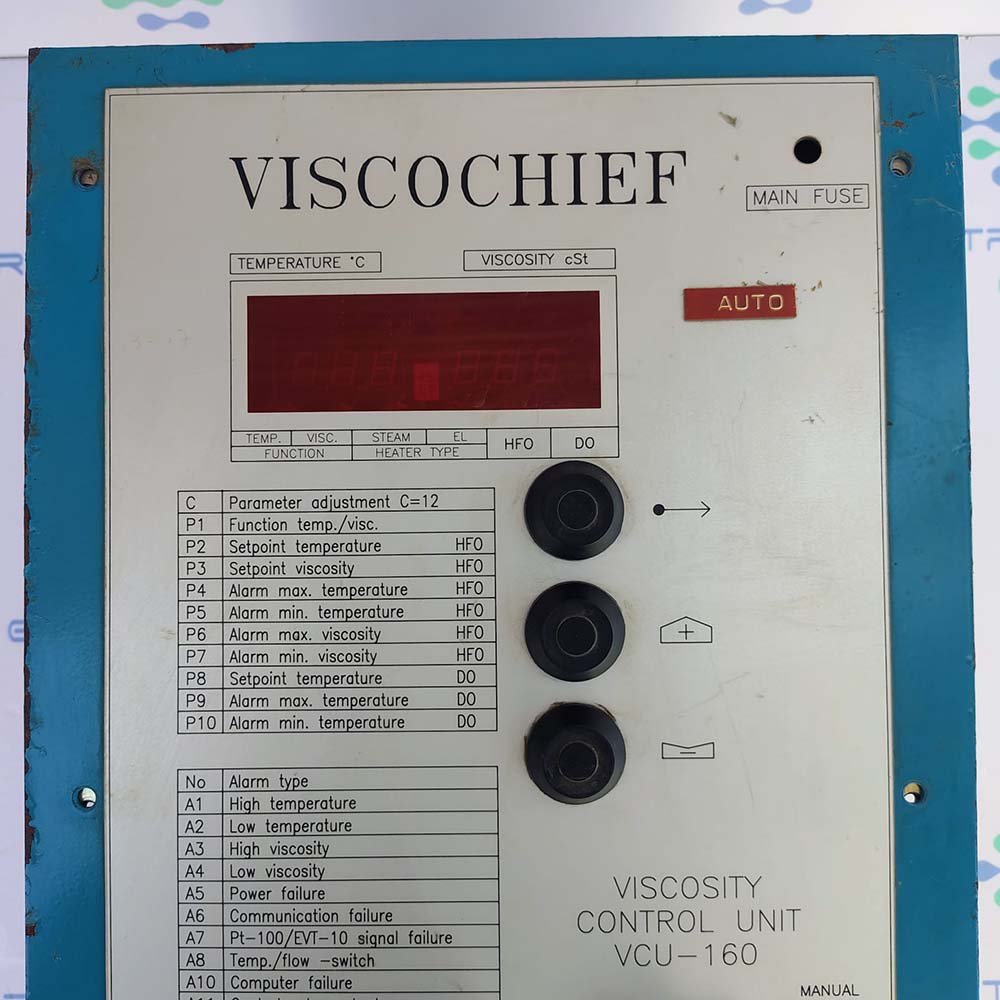 VISCOCHIEF
MAIN FUSE
TEMPERATURE °C
VISCOSITY cSt
AUTO
TEMP. VISC. STEAM EL HFO DO
FUNCTION HEATER TYPE
C Parameter adjustment C=12
P1 Function temp./visc.
P2 Setpoint temperature HFO
P3 Setpoint viscosity HFO
P4 Alarm max. temperature HFO
P5 Alarm min. temperature HFO
P6 Alarm max. viscosity HFO
P7 Alarm min. viscosity HFO
P8 Setpoint temperature DO
P9 Alarm max. temperature DO
P10 Alarm min. temperature DO
No Alarm type
A1 High temperature
A2 Low temperature
A3 High viscosity
A4 Low viscosity
A5 Power failure
A6 Communication failure
A7 Pt-100/EVT-10 signal failure
A8 Temp./flow -switch
A10 Computer failure
VISCOSITY
CONTROL UNIT
VCU-160
MANUAL